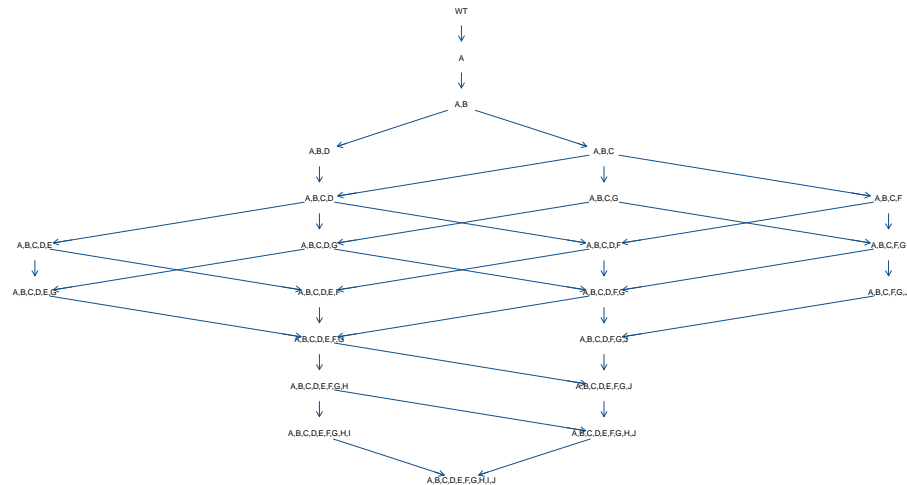 WT
A
A,B
A,B,D
A,B,C
A,B,C,D
A,B,C,G
A,B,C,F
A,B,C,D,E
A,B,C,D,G
A,B,C,D,F
A,B,C,F,G
A,B,C,D,E,G
A,B,C,D,E,F
A,B,C,D,F,G
A,B,C,F,G,J
A,B,C,D,E,F,G
A,B,C,D,F,G,J
A,B,C,D,E,F,G,H
A,B,C,D,E,F,G,J
A,B,C,D,E,F,G,H,I
A,B,C,D,E,F,G,H,J
A,B,C,D,E,F,G,H,I,J